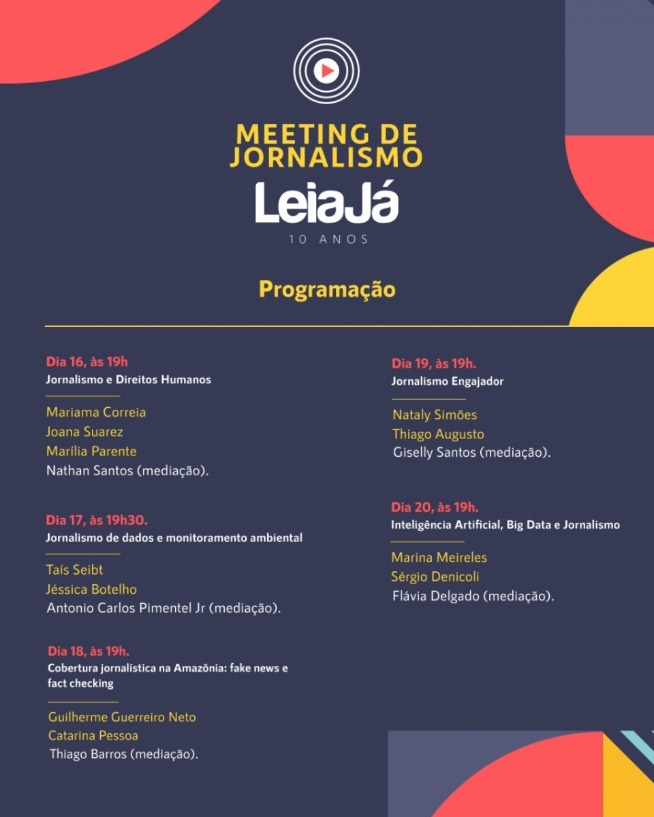 MEETING DE
JORNALISMO
LeiaJá
10 ANOS
Programação
Dia 16, às 19h
Jornalismo e Direitos Humanos
Mariama Correia
Joana Suarez
Marília Parente
Nathan Santos (mediação).
Dia 17, às 19h30.
Jornalismo de dados e monitoramento ambiental
Taís Seibt
Jéssica Botelho
Antonio Carlos Pimentel Jr (mediação).
Dia 18, às 19h.
Cobertura jornalística na Amazônia: fake news e
fact checking
Guilherme Guerreiro Neto
Catarina Pessoa
Thiago Barros (mediação).
Dia 19, às 19h.
Jornalismo Engajador
Nataly Simões
Thiago Augusto
Giselly Santos (mediação).
Dia 20, às 19h.
Inteligência Artificial, Big Data e Jornalismo
Marina Meireles
Sérgio Denicoli
Flávia Delgado (mediação).